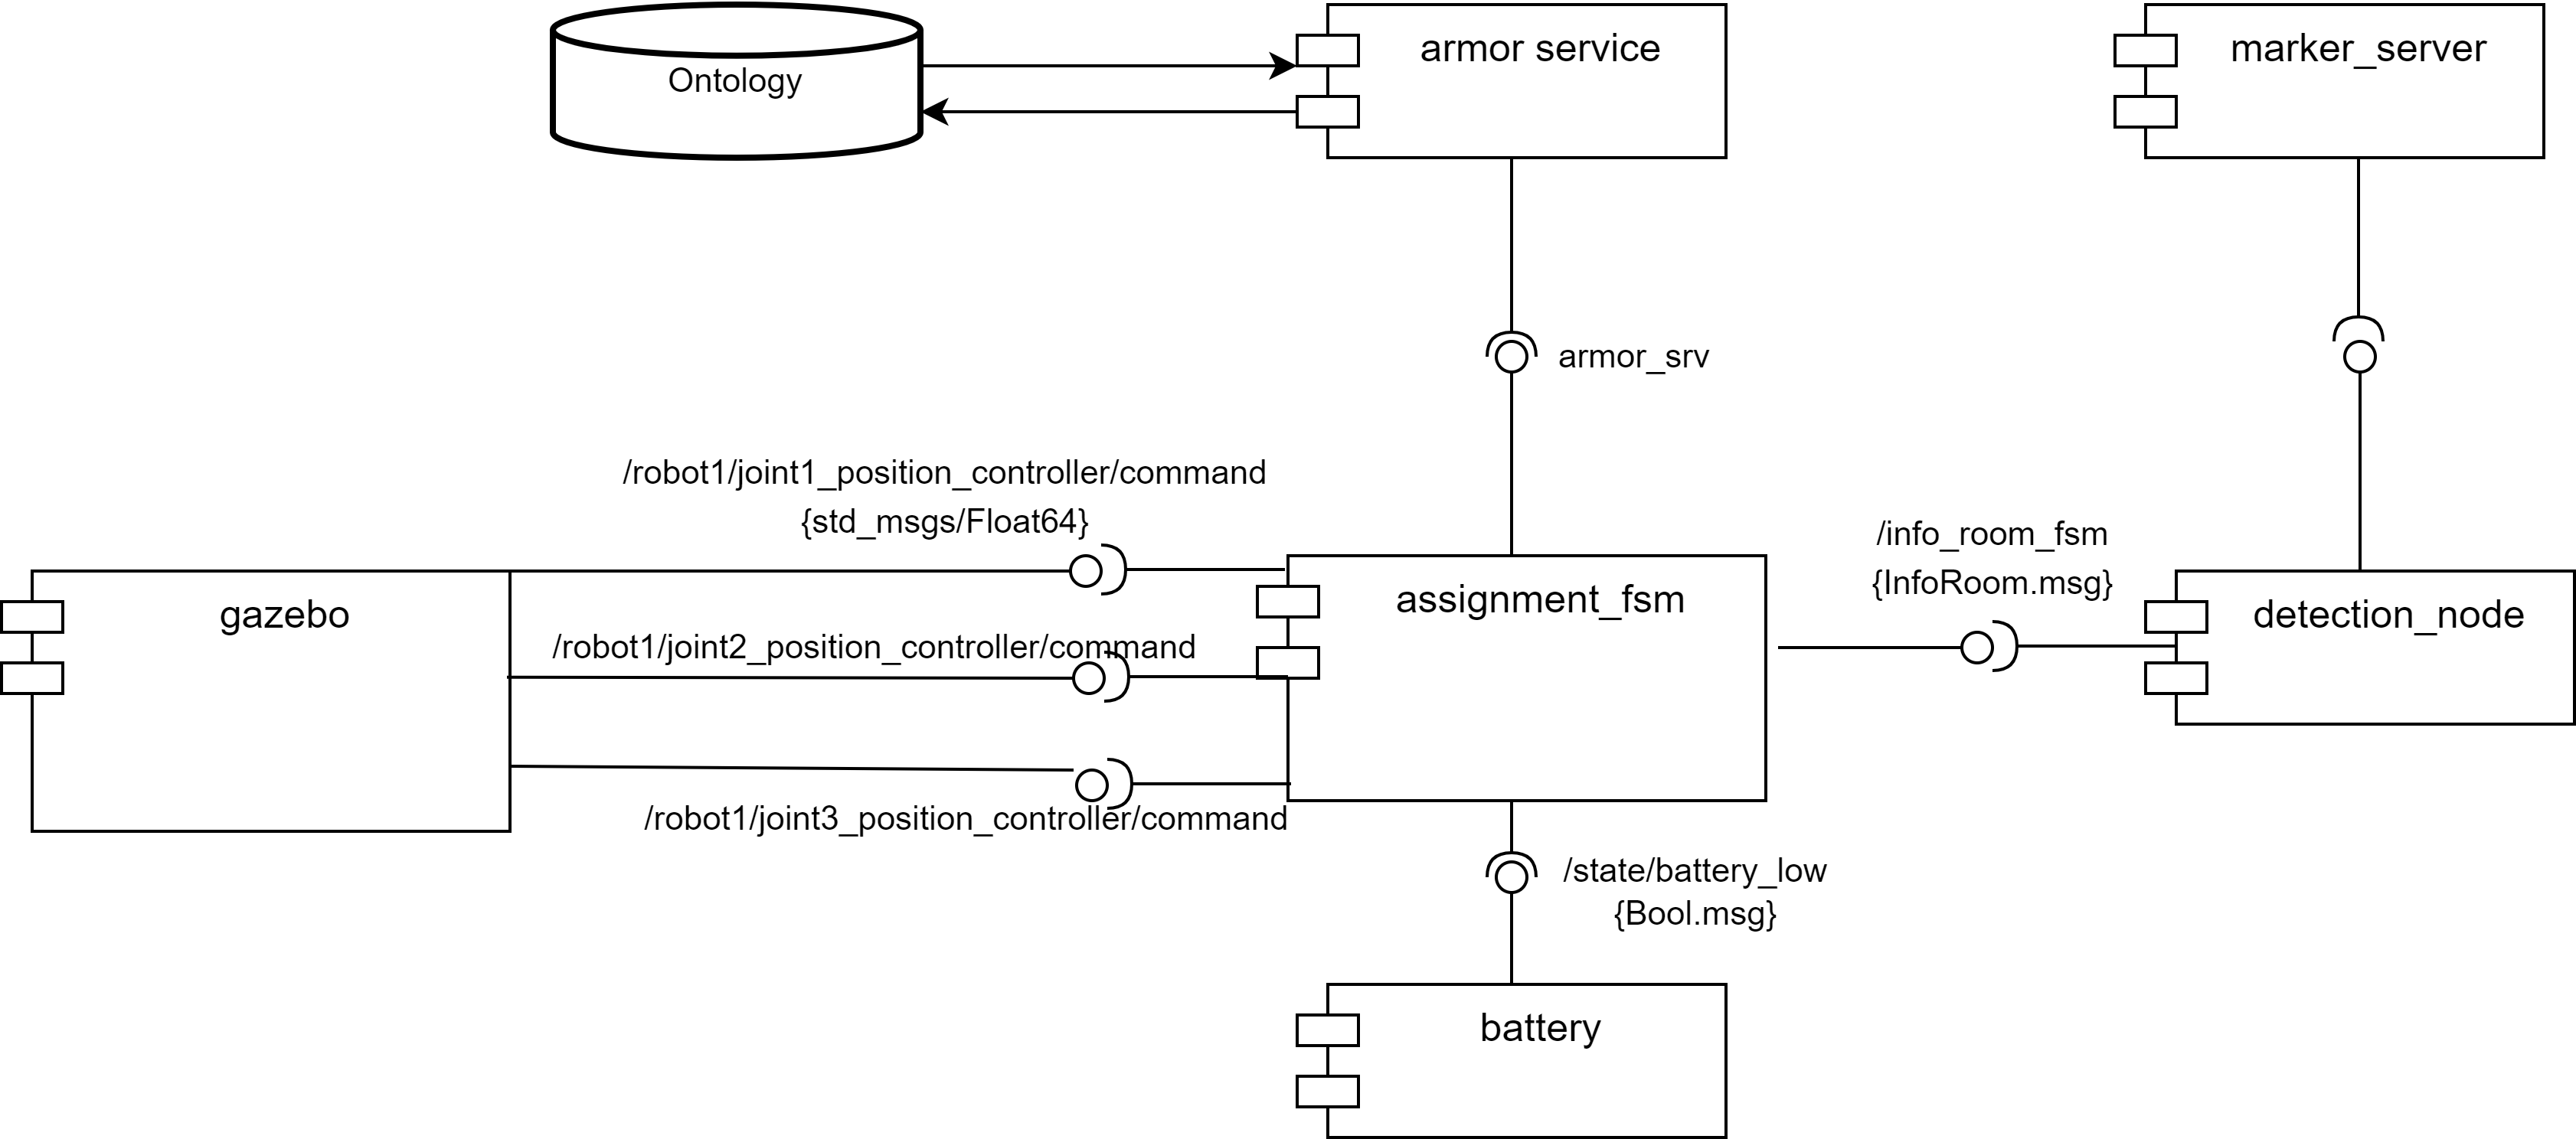 Ontology
armor service
marker_server
armor_srv
/robot1/joint1_position_controller/command
{std_msgs/Float64}
/info_room_fsm
{InfoRoom.msg}
gazebo
assignment_fsm
detection_node
/robot1/joint2_position_controller/command
/robot1/joint3_position_controller/command
/state/battery_low
{Bool.msg}
battery